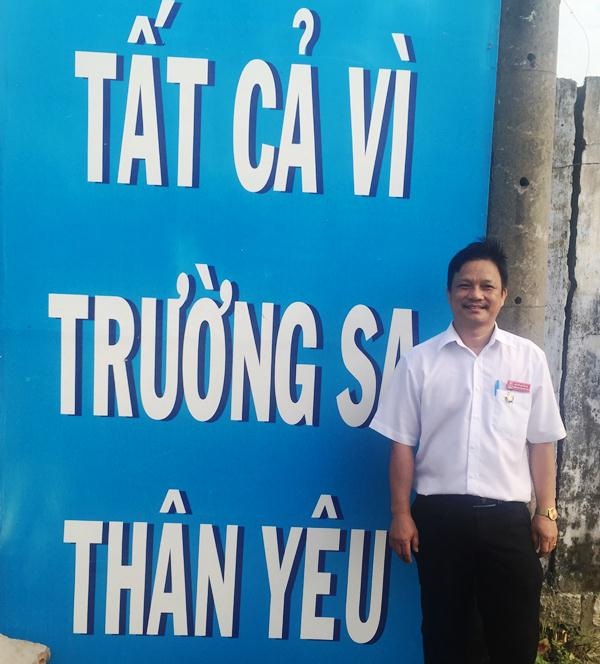 TẤT CẢ VÌ
TRƯỜNG SA
THÂN YÊU